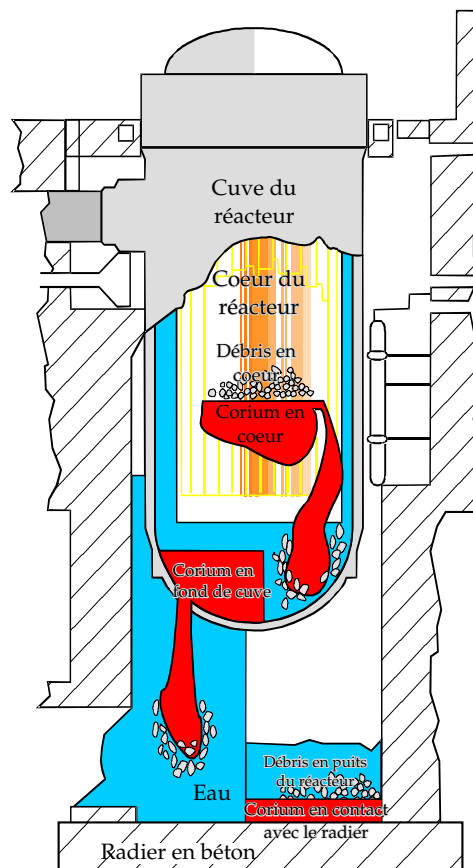 Cuve du
réacteur
Coeur du
réacteur
Débris en
coeur
Corium en
coeur
Corium en
fond de cuve
Débris en puits
du réacteur
Eau
Corium en contact
avec le radier
Radier en béton